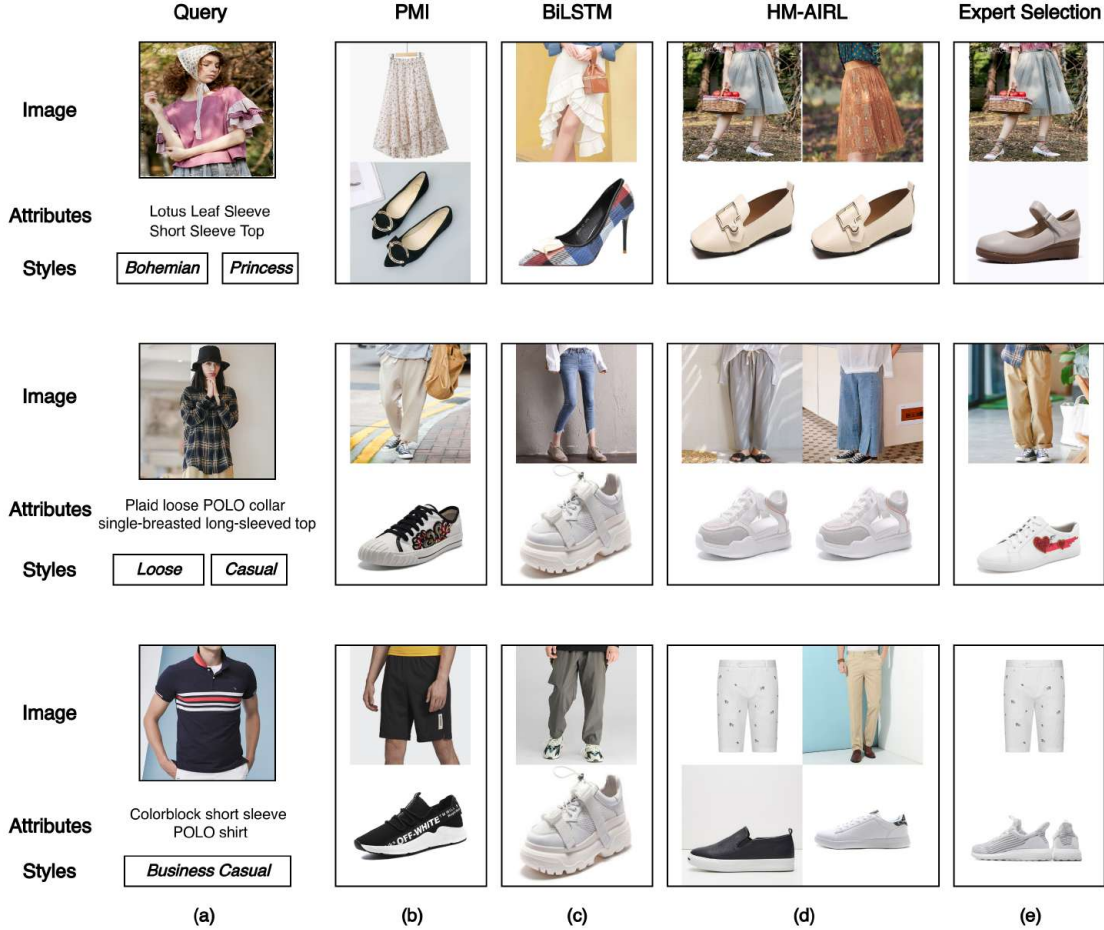 Query PMI BiLSTM HM-AIRL Expert Selection
Image
Attributes
Lotus Leaf Sleeve
Short Sleeve Top
Styles
Bohemian Princess
Image
Attributes
Plaid loose POLO collar
single-breasted long-sleeved top
Styles
Loose Casual
Image
Attributes
Colorblock short sleeve
POLO shirt
OFF-WHITE
Styles
Business Casual
(a) (b) (c) (d) (e)